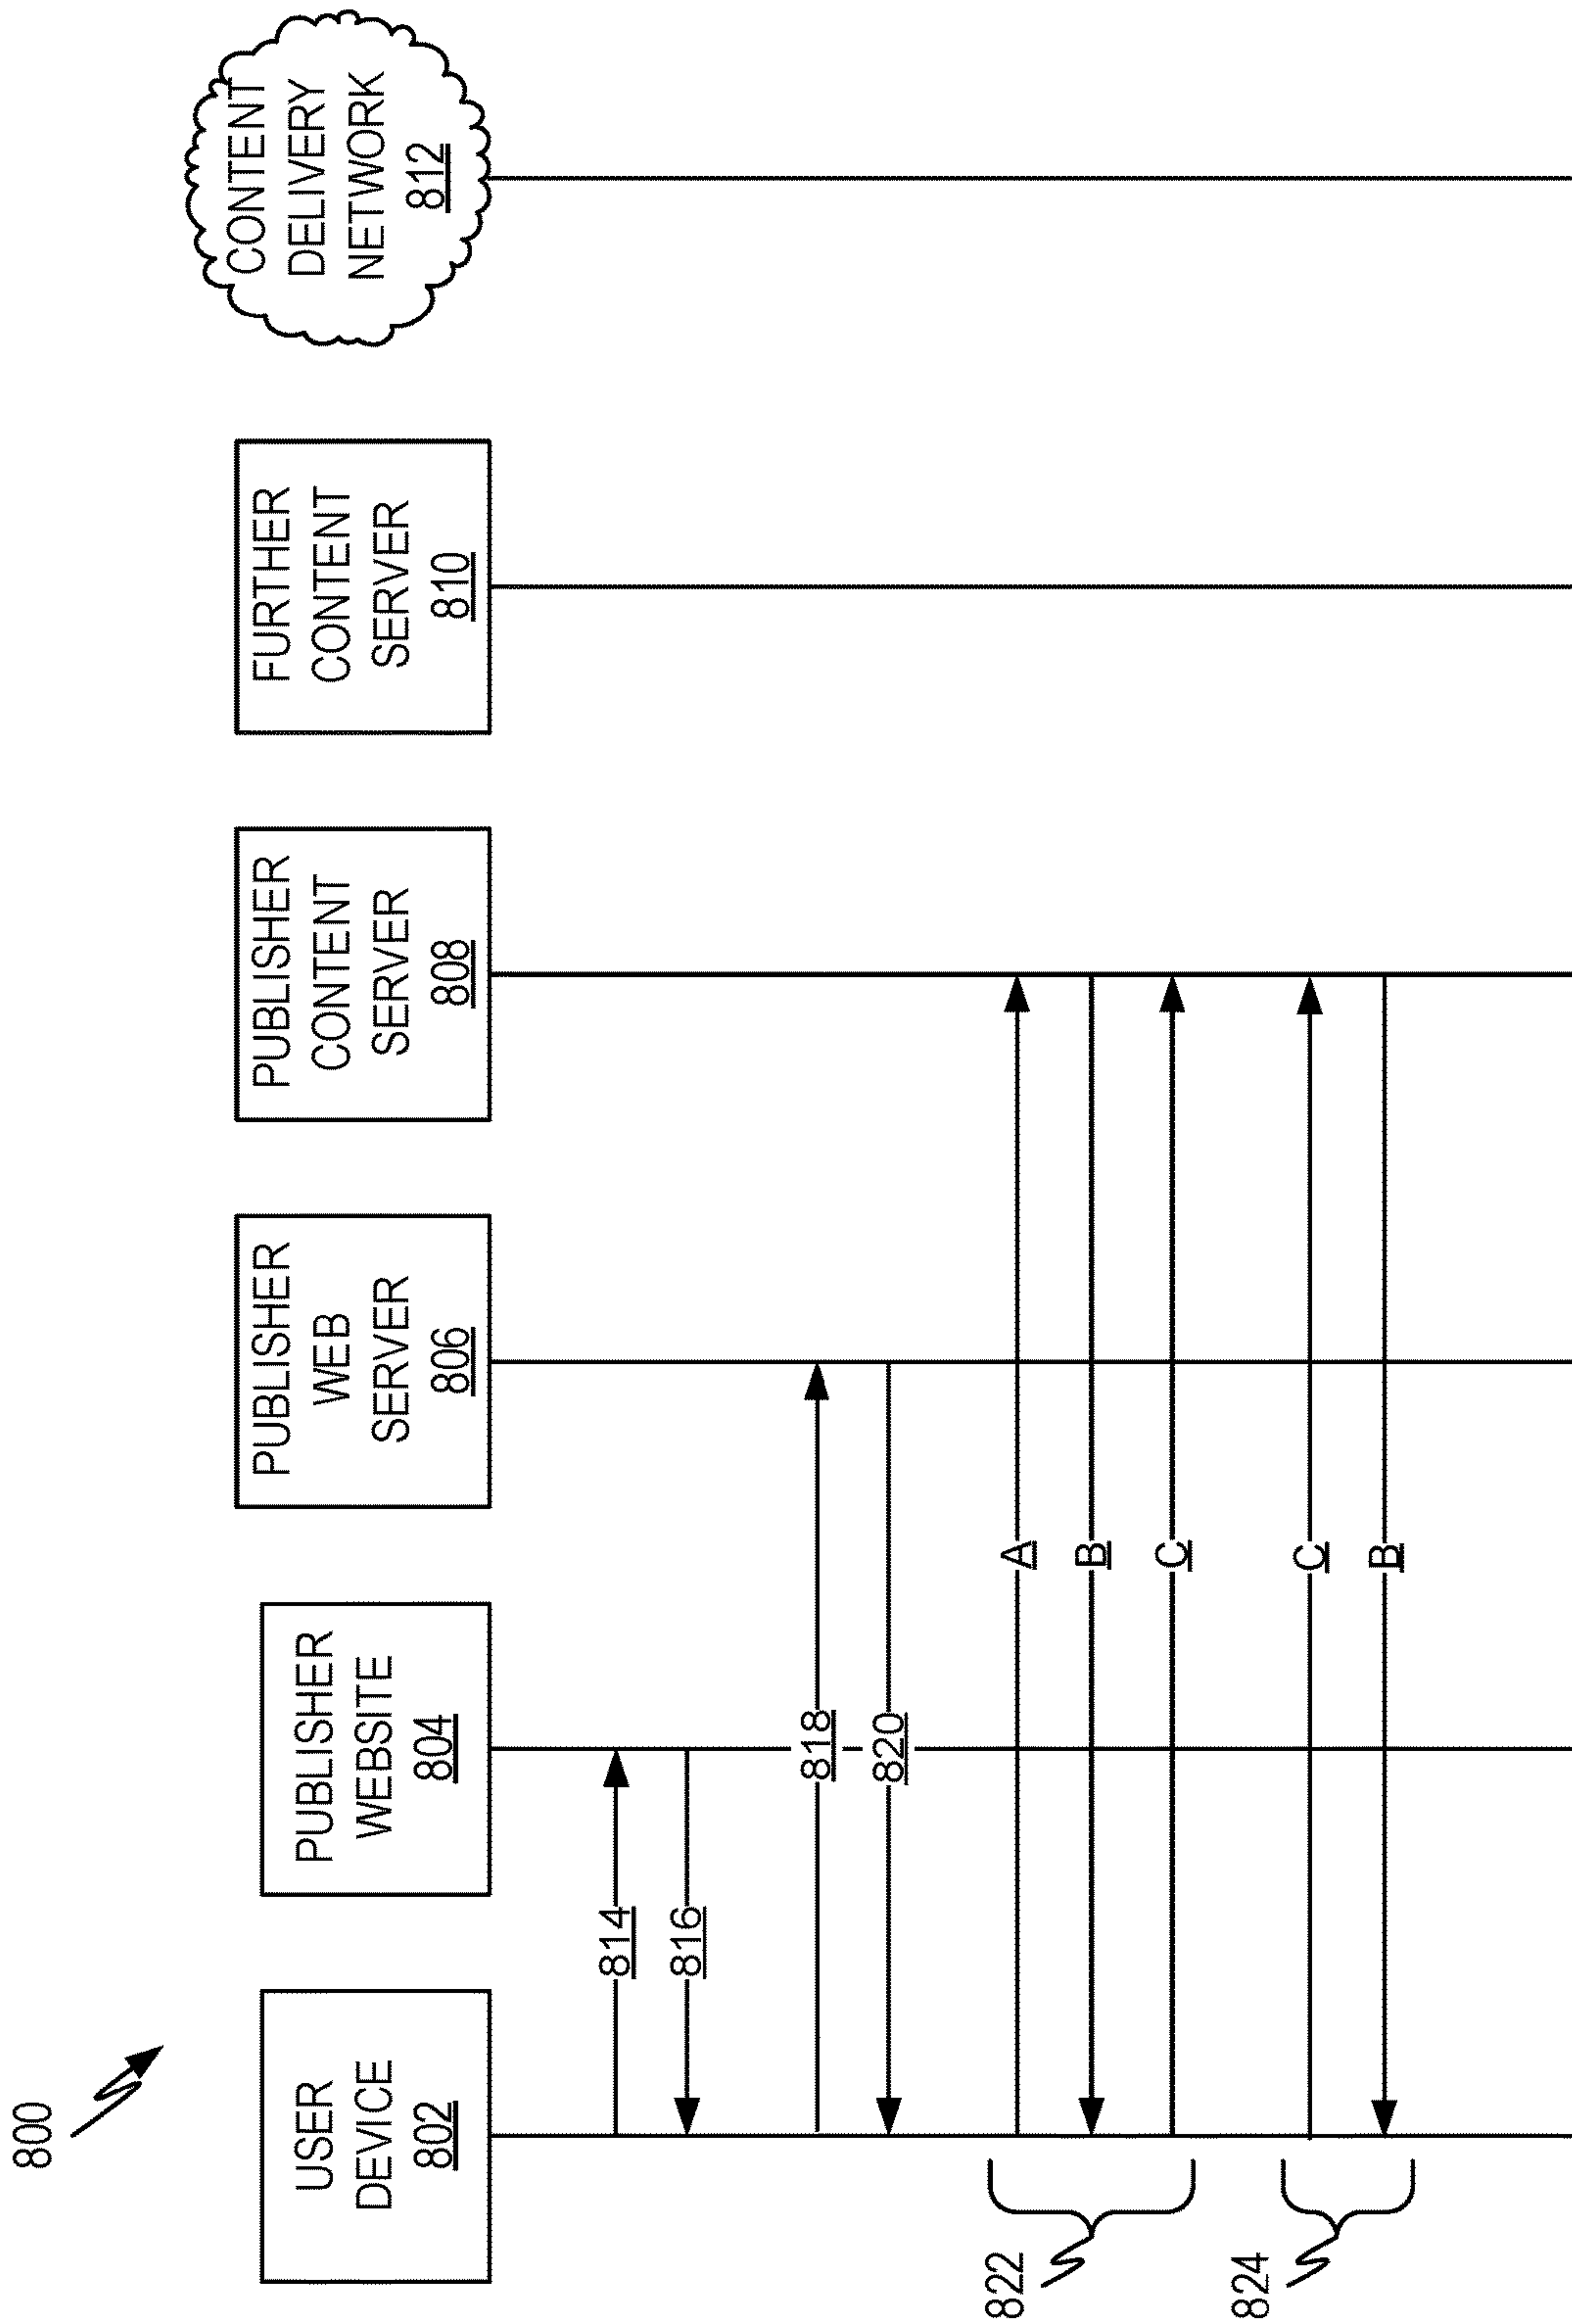 800
USER
DEVICE
802
PUBLISHER
WEBSITE
804
PUBLISHER
WEB
SERVER
806
PUBLISHER
CONTENT
SERVER
808
FURTHER
CONTENT
SERVER
810
CONTENT
DELIVERY
NETWORK
812
814
816
818
820
822
A
B
C
824
C
B